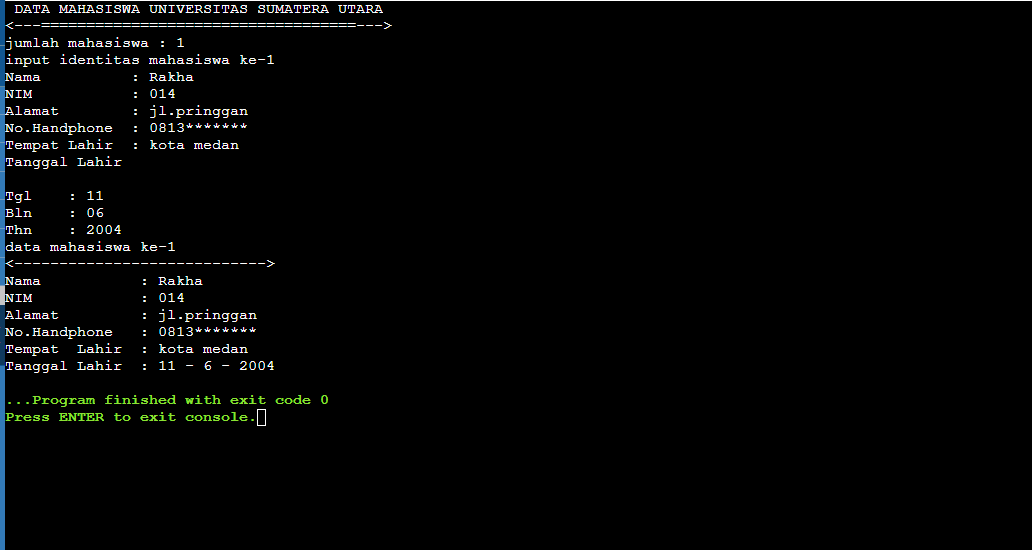 DATA MAHASISWA UNIVERSITAS SUMATERA UTARA
<---===================================--->
jumlah mahasiswa : 1
input identitas mahasiswa ke-1
Nama          : Rakha
NIM           : 014
Alamat        : jl.pringgan
No.Handphone  : 0813*******
Tempat Lahir  : kota medan
Tanggal Lahir
Tgl    : 11
Bln    : 06
Thn    : 2004
data mahasiswa ke-1
<---------------------------->
Nama           : Rakha
NIM            : 014
Alamat         : jl.pringgan
No.Handphone   : 0813*******
Tempat  Lahir  : kota medan
Tanggal Lahir  : 11 - 6 - 2004
...Program finished with exit code 0
Press ENTER to exit console.